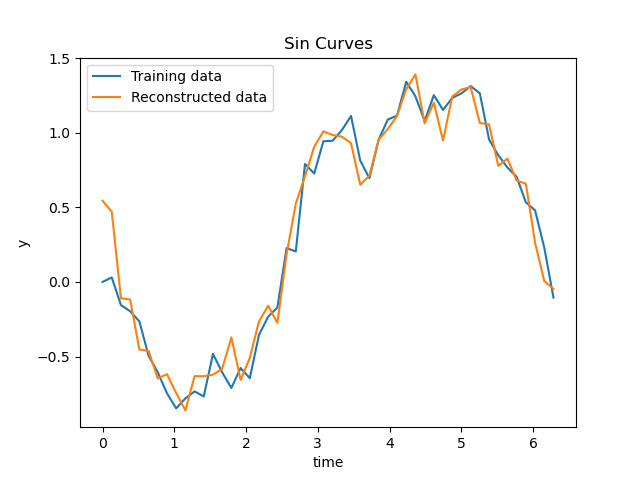 Sin Curves
Training data
Reconstructed data
1.5
1.0
0.5
0.0
−0.5
y
0 1 2 3 4 5 6
time